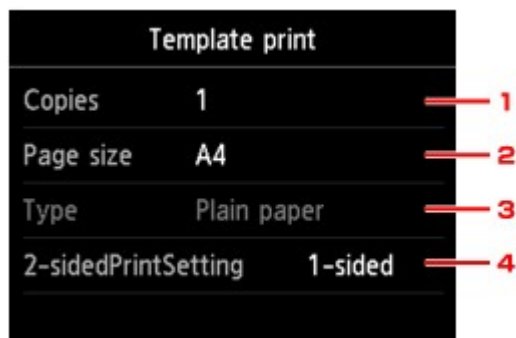 Template print
Copies 1 1
Page size A4 2
Type Plain paper 3
2-sidedPrintSetting 1-sided 4